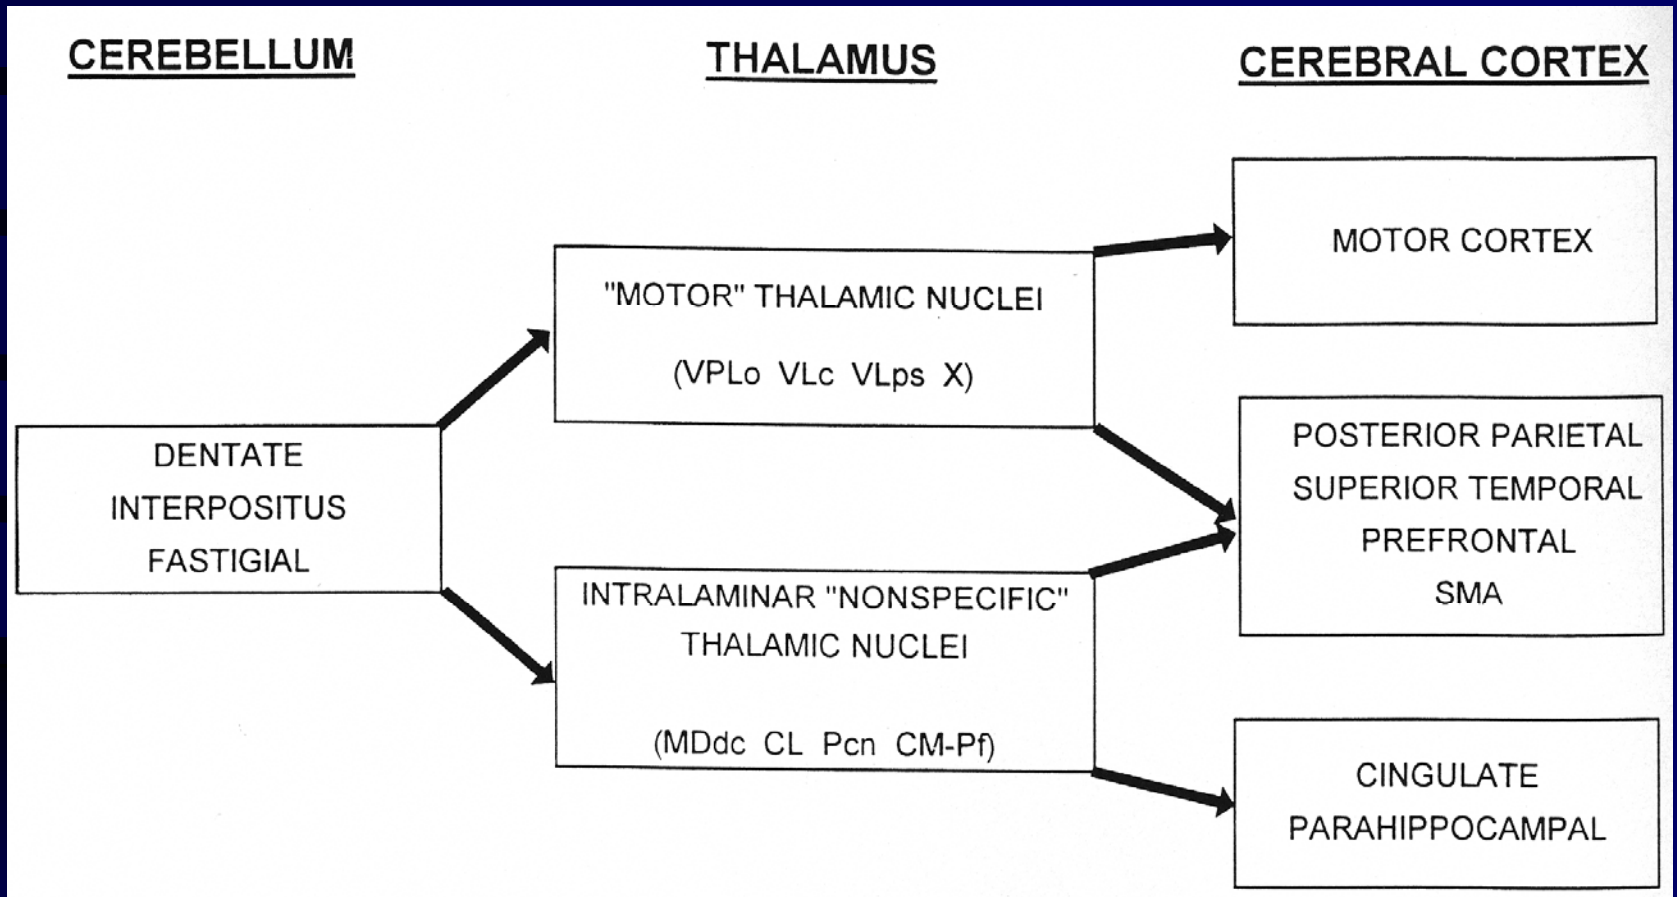 CEREBELLUM
THALAMUS
CEREBRAL CORTEX
DENTATE
INTERPOSITUS
FASTIGIAL
"MOTOR" THALAMIC NUCLEI
(VPLo VLc VLps X)
INTRALAMINAR "NONSPECIFIC"
THALAMIC NUCLEI
(MDdc CL Pcn CM-Pf)
MOTOR CORTEX
POSTERIOR PARIETAL
SUPERIOR TEMPORAL
PREFRONTAL
SMA
CINGULATE
PARAHIPPOCAMPAL